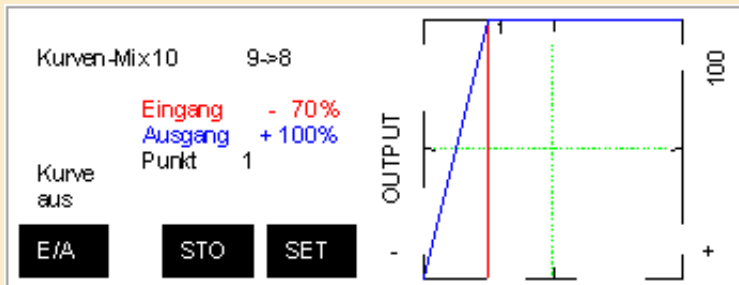 Kurven-Mix10 9->8
Eingang - 70%
Ausgang + 100%
Punkt 1
Kurve
aus
E/A STO SET
OUTPUT
1
100
- +